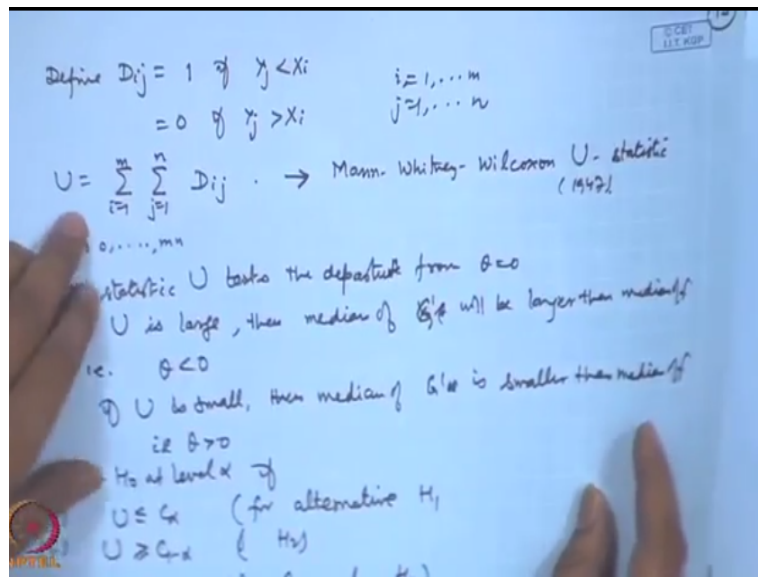 C CET
I.I.T. KGP
Define Dij = 1 if Yj < Xi i = 1, ... m
= 0 if Yj > Xi j = 1, ... n
U = Σ i=1 m Σ j=1 n Dij . → Mann-Whitney-Wilcoxon U-statistic
(1947)
0, ...., mn
statistic U tests the departure from θ=0
U is large, then median of will be larger than median of
i.e. θ<0
If U is small, then median of G' is smaller than median of
ie θ>0
H0 at level α if
U ≤ Cα (for alternative H1
U ≥ C1-α ( H2)
NPTEL